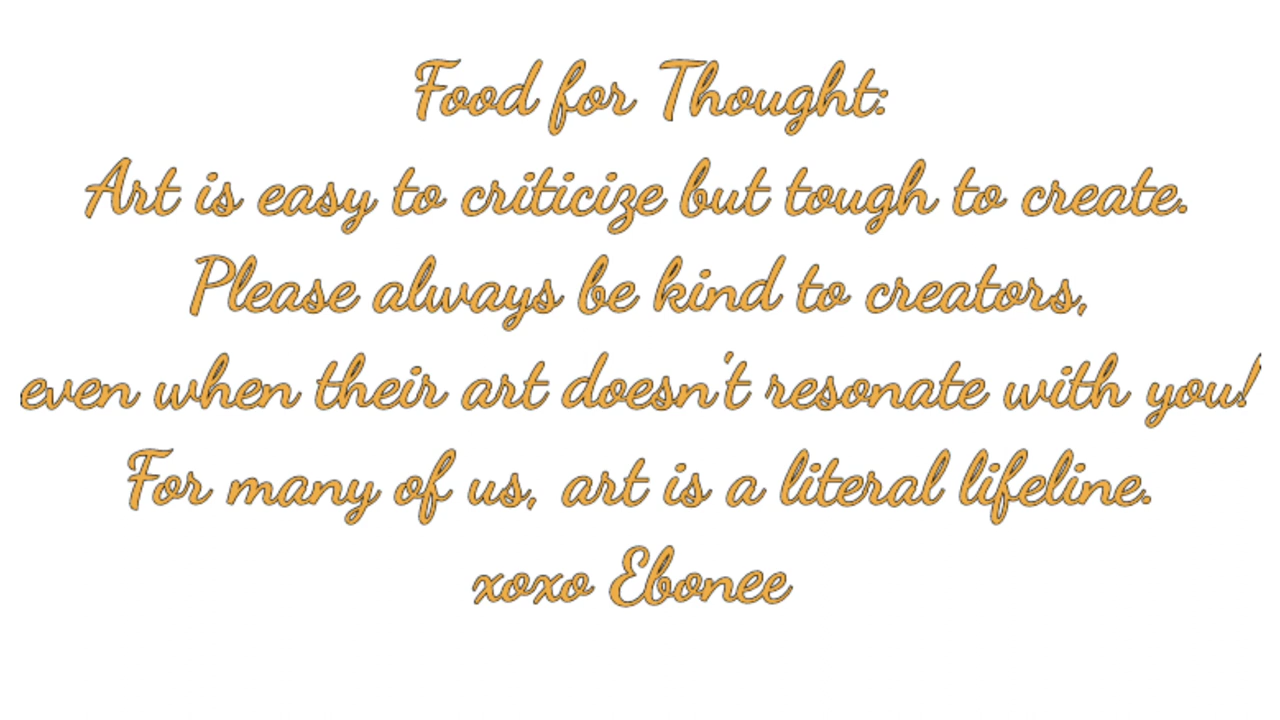 Food for Thought:
Art is easy to criticize but tough to create.
Please always be kind to creators,
even when their art doesn't resonate with you!
For many of us, art is a literal lifeline.
xoxo Ebonee